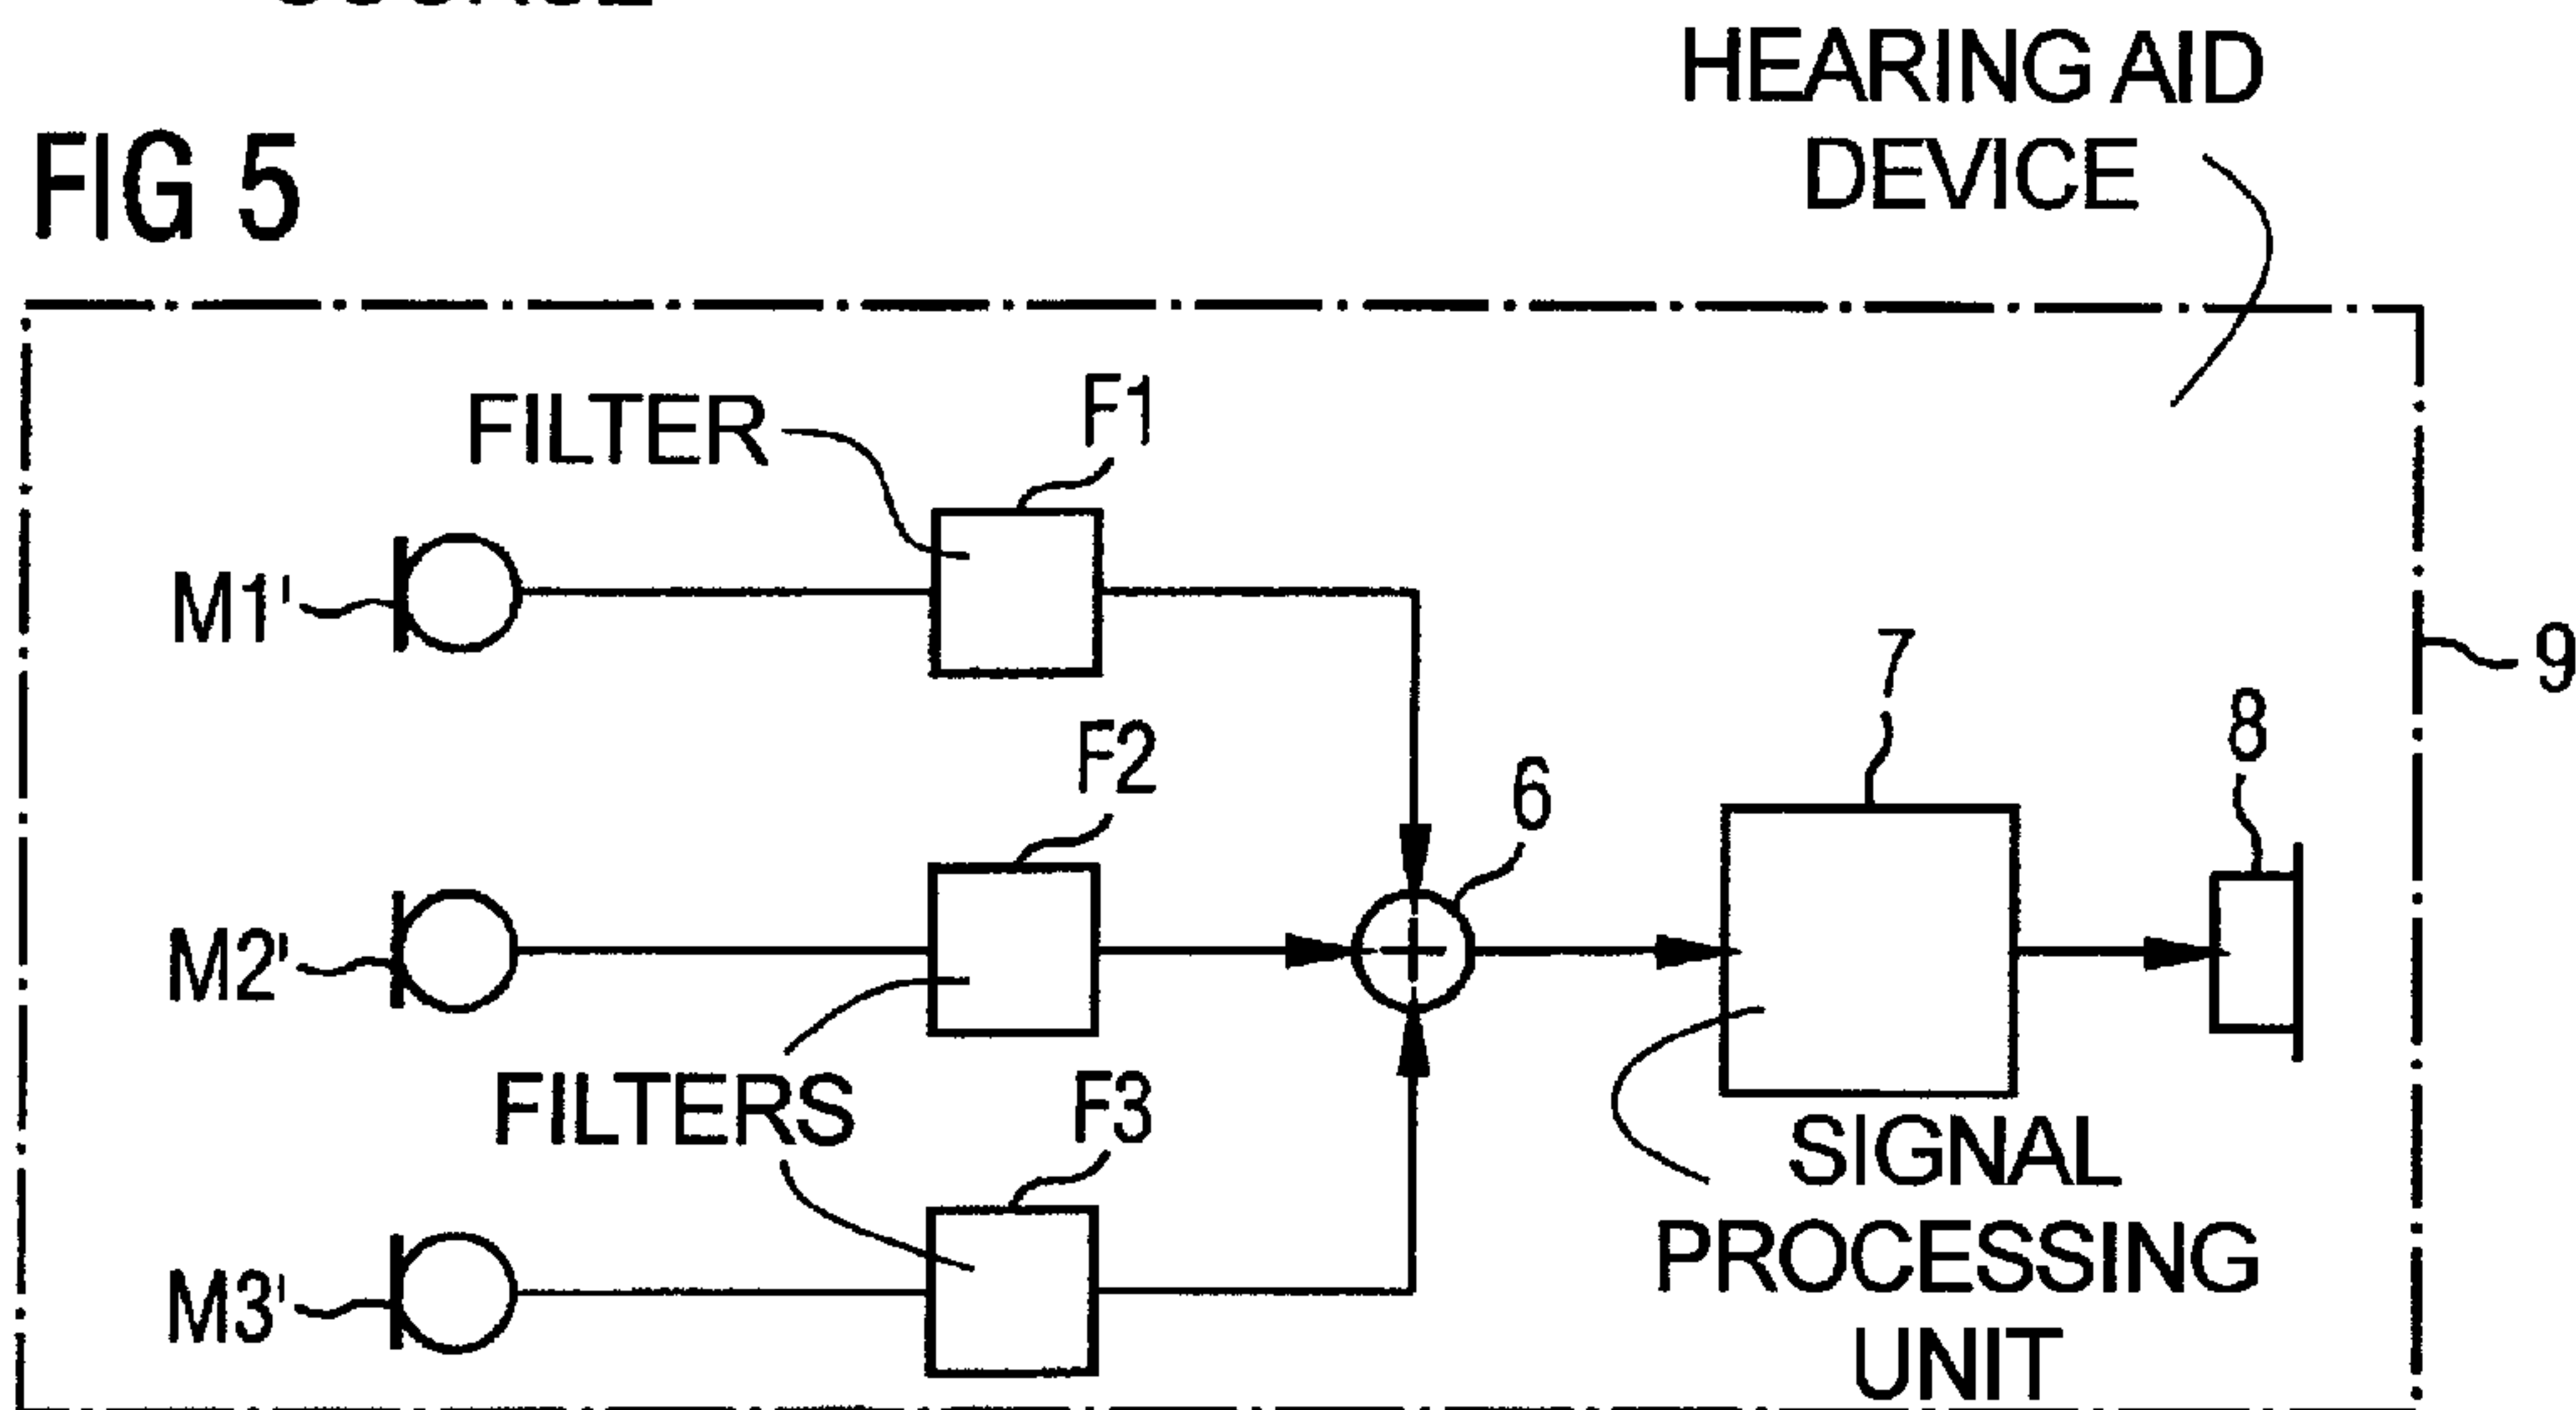 HEARING AID
DEVICE
FIG 5
FILTER
F1
M1'
7
9
F2
6
8
M2'
FILTERS
F3
SIGNAL
PROCESSING
UNIT
M3'